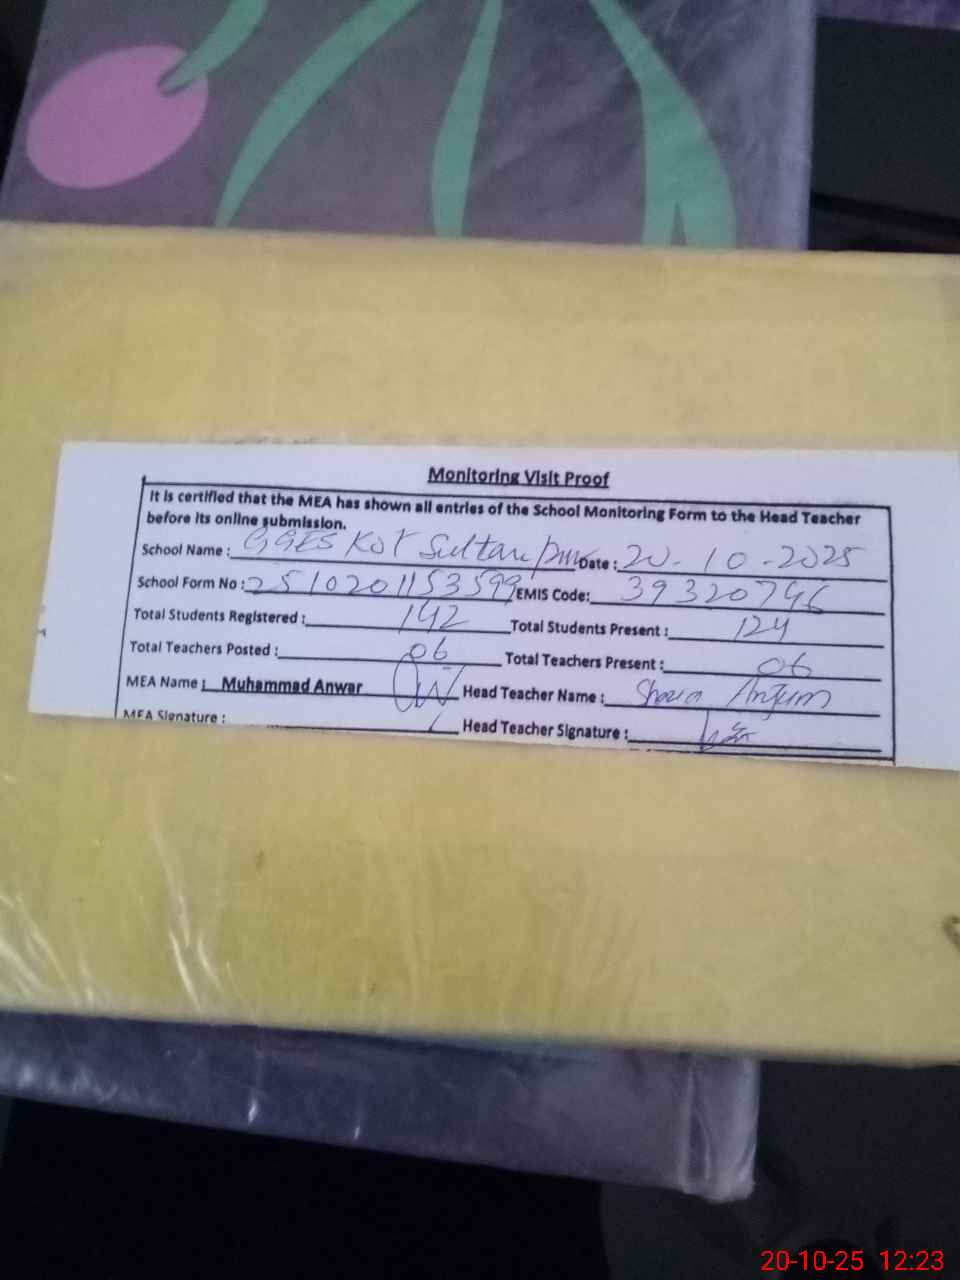 Monitoring Visit Proof
It is certified that the MEA has shown all entries of the School Monitoring Form to the Head Teacher
before its online submission.
School Name : GGES Kot Sultan pur Date : 20-10-2025
School Form No : 2510201153599 EMIS Code: 39320796
Total Students Registered : 142 Total Students Present : 124
Total Teachers Posted : 06 Total Teachers Present : 06
MEA Name : Muhammad Anwar Head Teacher Name : Anjum
MEA Signature : Head Teacher Signature :
20-10-25 12:23